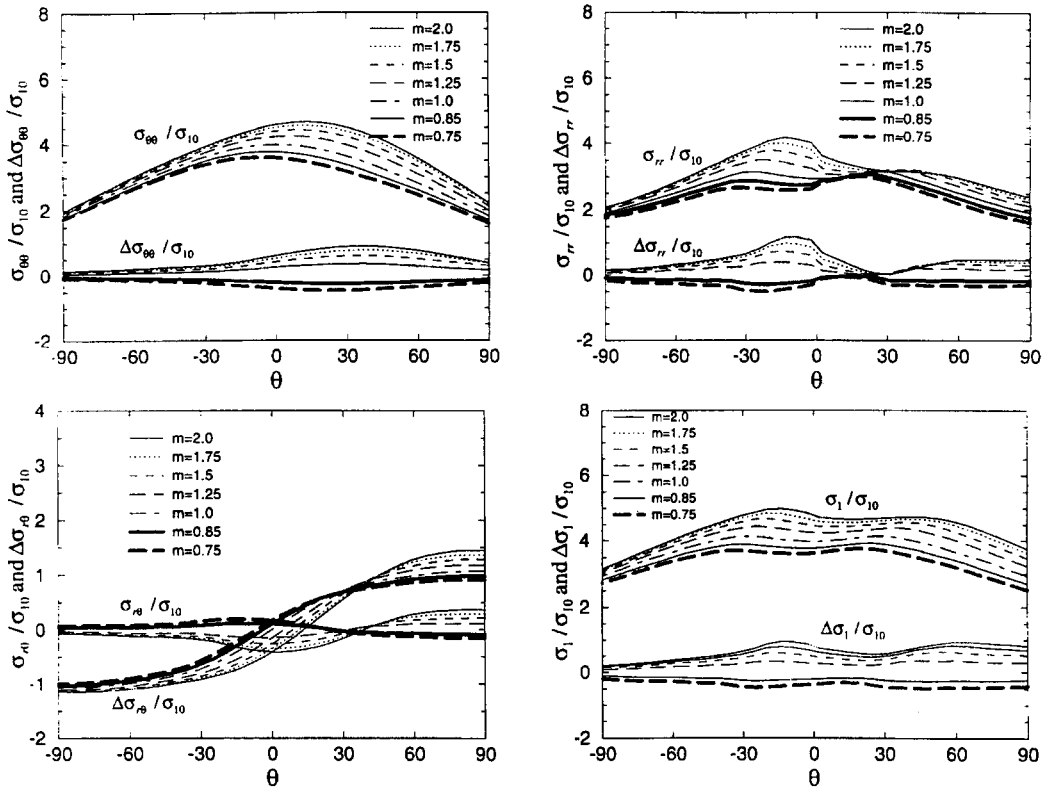 σθθ/σ10 and Δσθθ/σ10
8
6
4
2
0
-2
m=2.0
m=1.75
m=1.5
m=1.25
m=1.0
m=0.85
m=0.75
σθθ/σ10
Δσθθ/σ10
-90 -60 -30 0 30 60 90
θ
σrr/σ10 and Δσrr/σ10
8
6
4
2
0
-2
m=2.0
m=1.75
m=1.5
m=1.25
m=1.0
m=0.85
m=0.75
σrr/σ10
Δσrr/σ10
-90 -60 -30 0 30 60 90
θ
σrθ/σ10 and Δσrθ/σ10
4
3
2
1
0
-1
-2
m=2.0
m=1.75
m=1.5
m=1.25
m=1.0
m=0.85
m=0.75
σrθ/σ10
Δσrθ/σ10
-90 -60 -30 0 30 60 90
θ
σ1/σ10 and Δσ1/σ10
8
6
4
2
0
-2
m=2.0
m=1.75
m=1.5
m=1.25
m=1.0
m=0.85
m=0.75
σ1/σ10
Δσ1/σ10
-90 -60 -30 0 30 60 90
θ